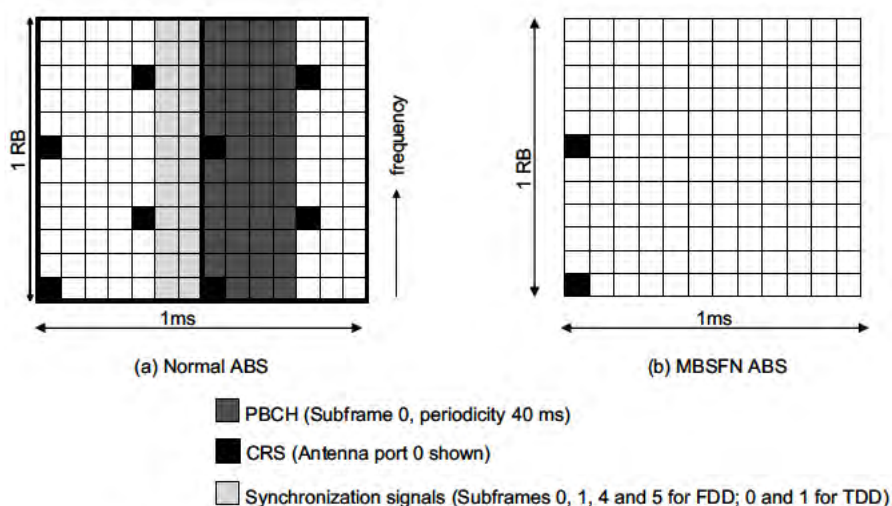 1 RB
frequency
1ms
(a) Normal ABS
1 RB
1ms
(b) MBSFN ABS
PBCH (Subframe 0, periodicity 40 ms)
CRS (Antenna port 0 shown)
Synchronization signals (Subframes 0, 1, 4 and 5 for FDD; 0 and 1 for TDD)